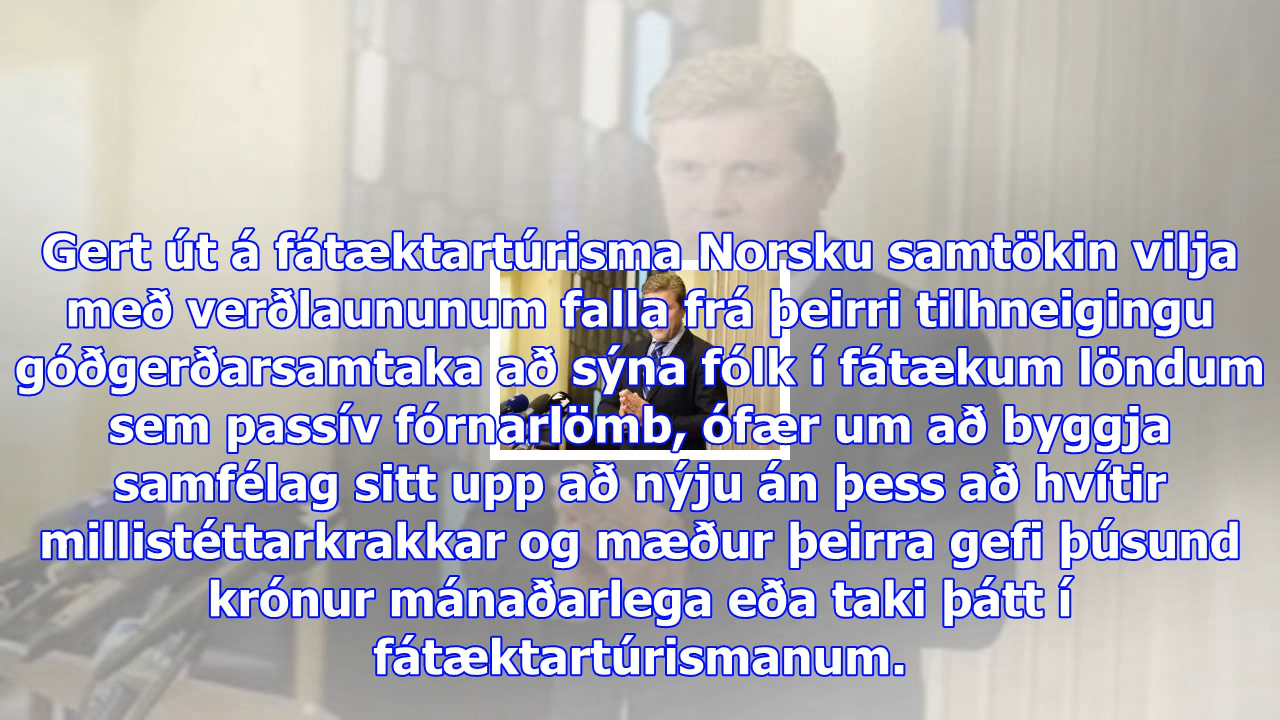 Gert út á fátæktartúrisma Norsku samtökin vilja
með verðlaununum falla frá þeirri tilhneigingu
góðgerðarsamtaka að sýna fólk í fátækum löndum
sem passív fórnarlömb, ófær um að byggja
samfélag sitt upp að nýju án þess að hvítir
millistéttarkrakkar og mæður þeirra gefi þúsund
krónur mánaðarlega eða taki þátt í
fátæktartúrismanum.